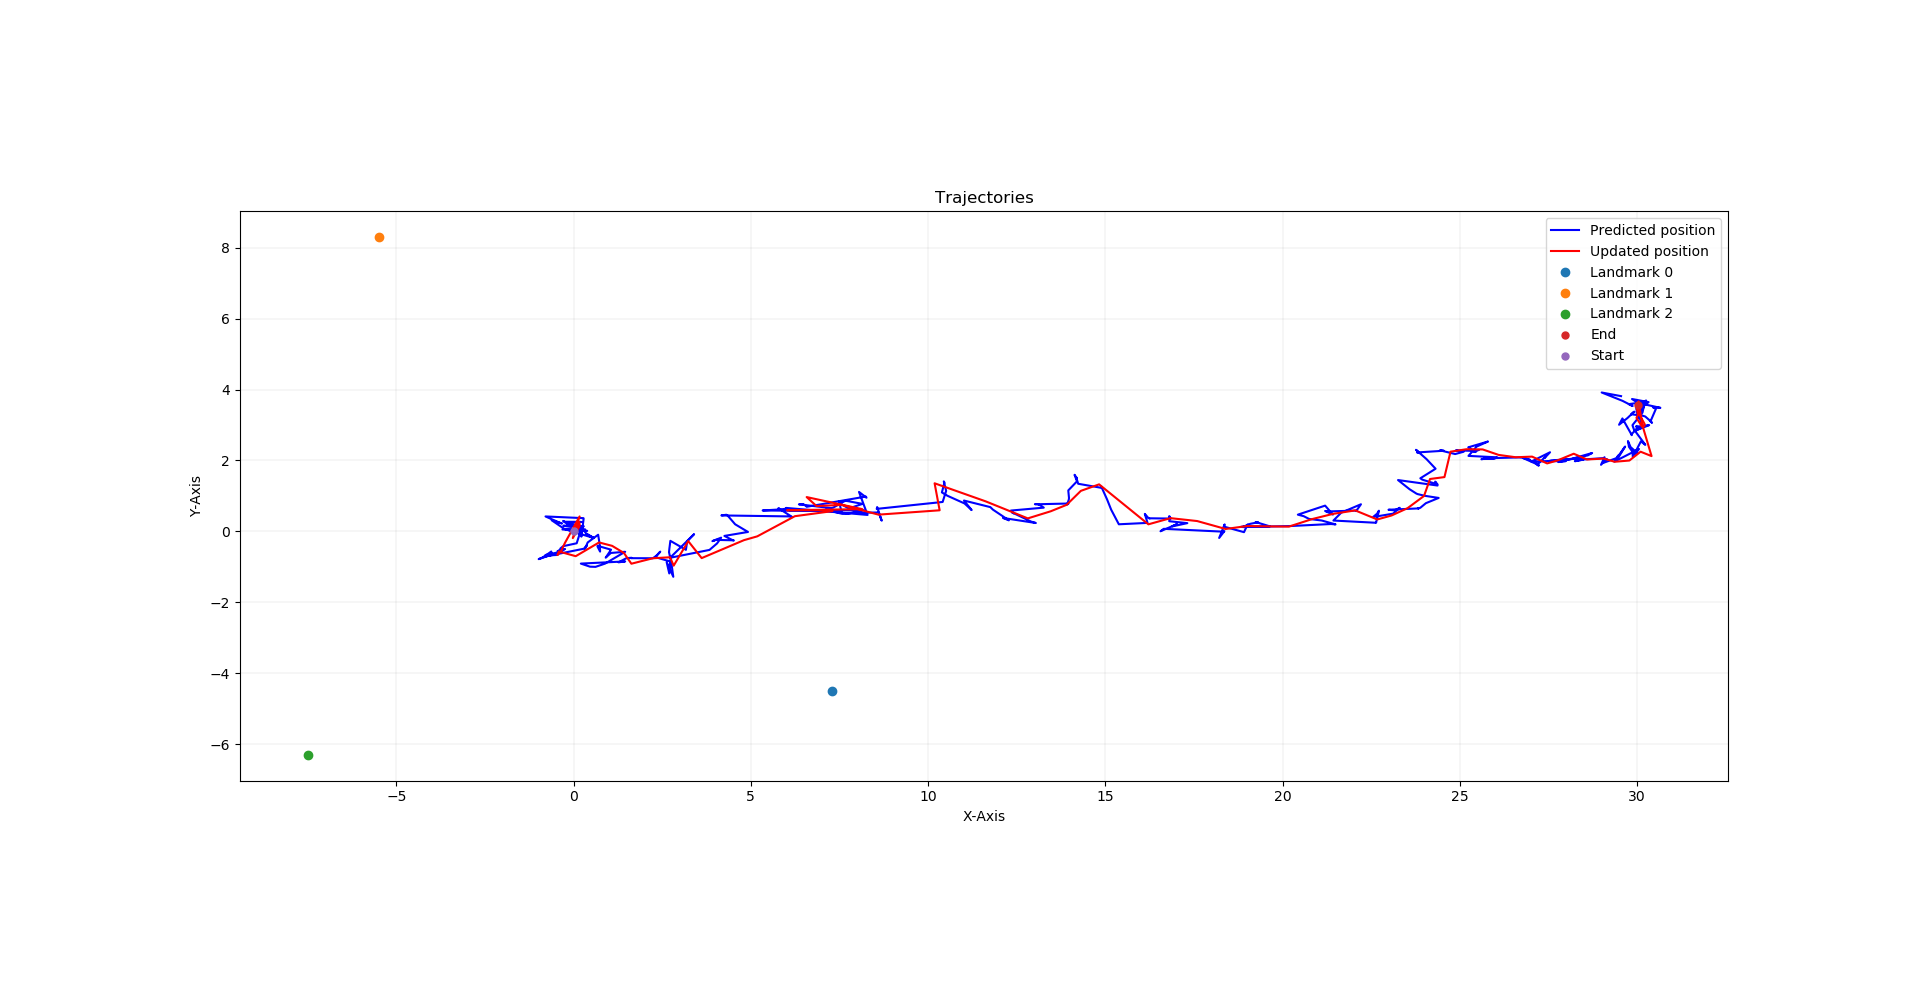 Trajectories
Predicted position
Updated position
Landmark 0
Landmark 1
Landmark 2
End
Start
8
6
4
2
0
−2
−4
−6
Y-Axis
−5
0
5
10
15
20
25
30
X-Axis